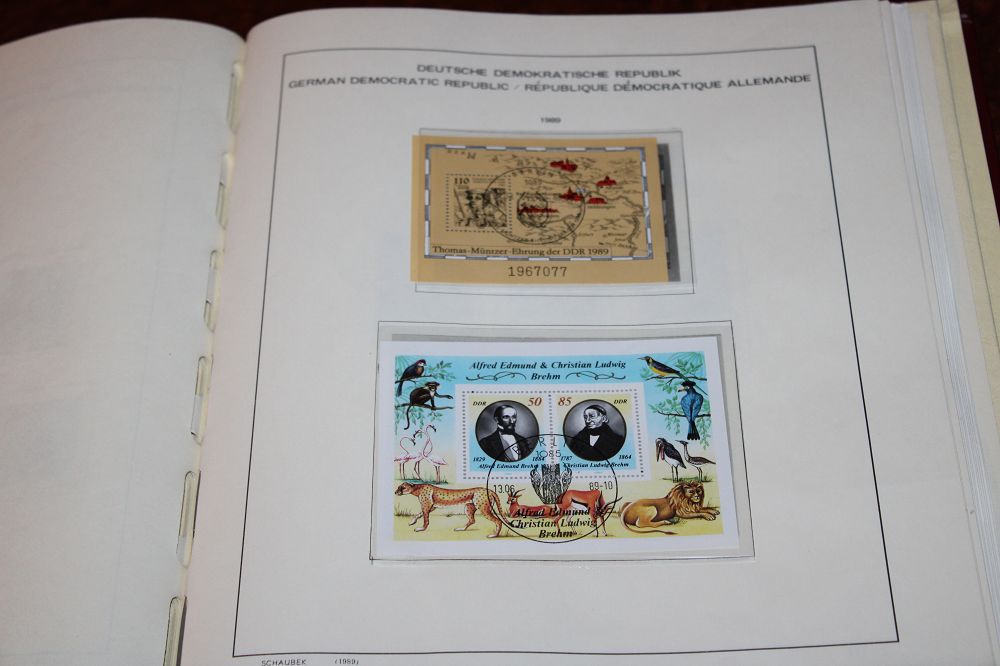 DEUTSCHE DEMOKRATISCHE REPUBLIK
GERMAN DEMOCRATIC REPUBLIC / RÉPUBLIQUE DÉMOCRATIQUE ALLEMANDE
1989
110
Thomas-Müntzer-Ehrung der DDR 1989
1967077
Alfred Edmund & Christian Ludwig
Brehm
DDR 50 85 DDR
1829 1884 1787 1864
Alfred Edmund Brehm Christian Ludwig Brehm
1085
13.06 89-10
Alfred Edmund
Christian Ludwig
Brehm
SCHAUBEK (1989)